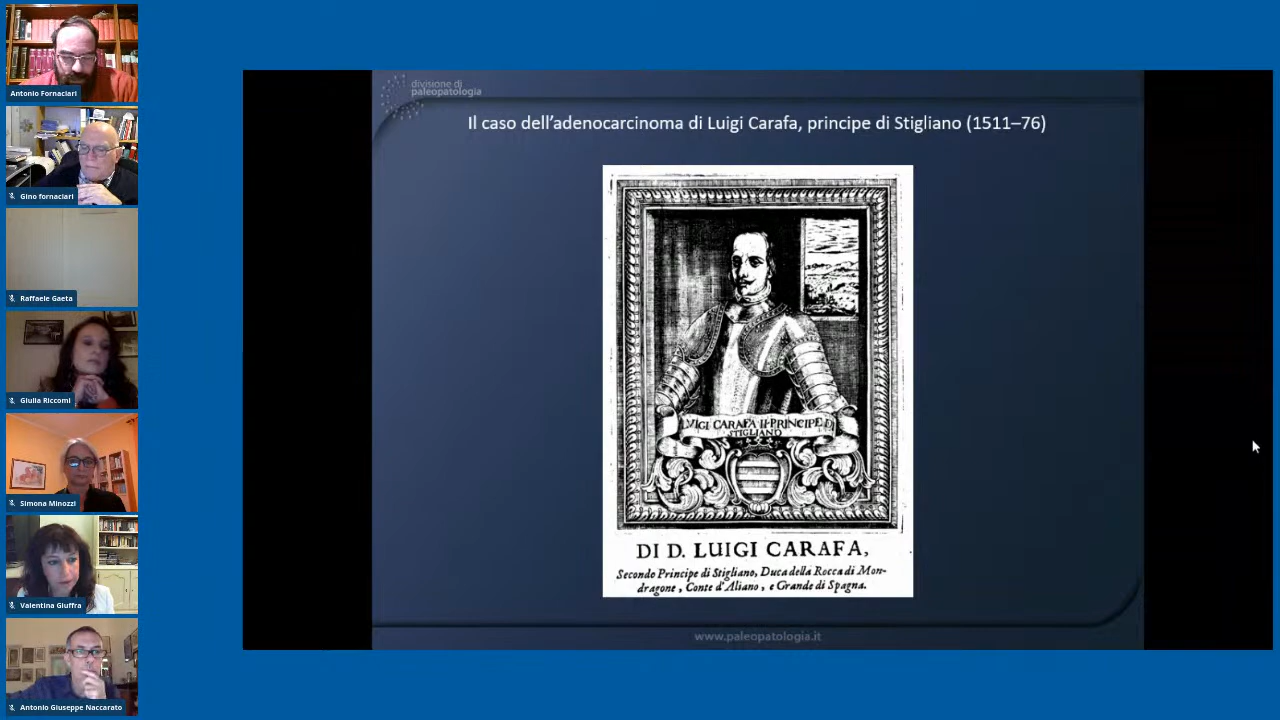 Antonio Fornaciari
Gino fornaciari
Raffaele Gaeta
Giulia Riccomi
Simona Minozzi
Valentina Giuffra
Antonio Giuseppe Naccarato
divisione di
paleopatologia
Il caso dell'adenocarcinoma di Luigi Carafa, principe di Stigliano (1511–76)
LVIGI CARAFA II·PRINCIPE D
STIGLIANO
DI D. LUIGI CARAFA,
Secondo Principe di Stigliano, Duca della Rocca di Mon-
dragone, Conte d'Aliano, e Grande di Spagna.
www.paleopatologia.it